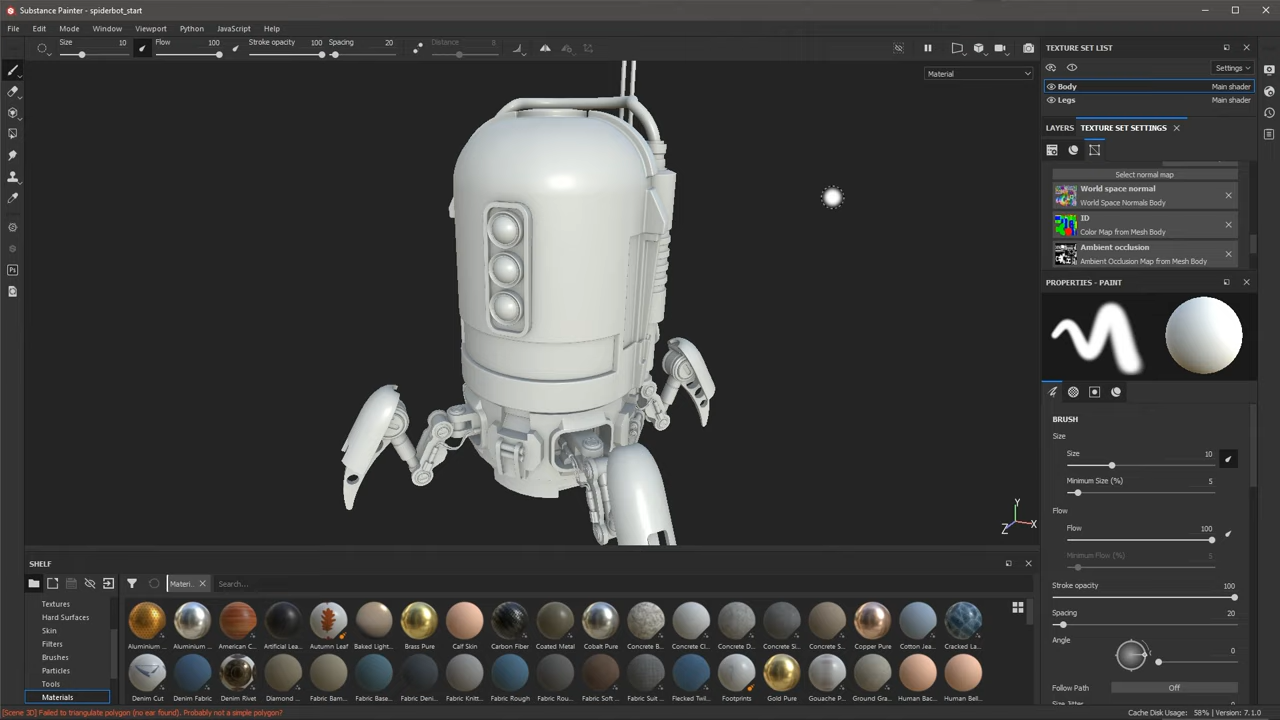 Substance Painter - spiderbot_start
File Edit Mode Window Viewport Python JavaScript Help
Size 10 Flow 100 Stroke opacity 100 Spacing 20 Distance 8
Material
TEXTURE SET LIST
Settings
Body Main shader
Legs Main shader
LAYERS TEXTURE SET SETTINGS
Select normal map
World space normal
World Space Normals Body
ID
Color Map from Mesh Body
Ambient occlusion
Ambient Occlusion Map from Mesh Body
PROPERTIES - PAINT
BRUSH
Size
Size 10
Minimum Size (%) 5
Flow
Flow 100
Minimum Flow (%) 5
Stroke opacity 100
Spacing 20
Angle
0
Follow Path Off
Y
Z X
Ps
SHELF
Materi...
Search...
Textures
Hard Surfaces
Skin
Filters
Brushes
Particles
Tools
Materials
Aluminium ... Aluminium ... American C... Artificial Lea... Autumn Leaf Baked Light... Brass Pure Calf Skin Carbon Fiber Coated Metal Cobalt Pure Concrete B... Concrete Cl... Concrete D... Concrete Si... Concrete S... Copper Pure Cotton Jea... Cracked La...
Denim Cut Denim Fabric Denim Rivet Diamond ... Fabric Bam... Fabric Base... Fabric Deni... Fabric Knitt... Fabric Rough Fabric Soft ... Fabric Suit ... Flecked Twil... Footprints Gold Pure Gouache P... Ground Gra... Human Bac... Human Bell...
[Scene 3D] Failed to triangulate polygon (no ear found). Probably not a simple polygon?
Cache Disk Usage: 58% | Version: 7.1.0